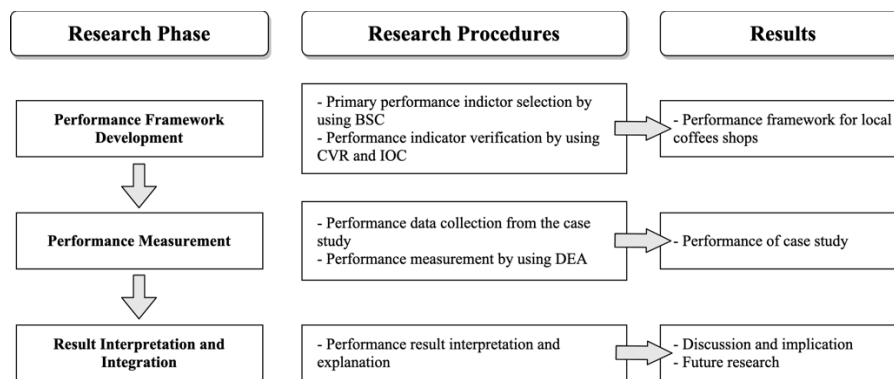 Research Phase
Research Procedures
Results
Performance Framework
Development
- Primary performance indictor selection by
using BSC
- Performance indicator verification by using
CVR and IOC
- Performance framework for local
coffees shops
Performance Measurement
- Performance data collection from the case
study
- Performance measurement by using DEA
- Performance of case study
Result Interpretation and
Integration
- Performance result interpretation and
explanation
- Discussion and implication
- Future research